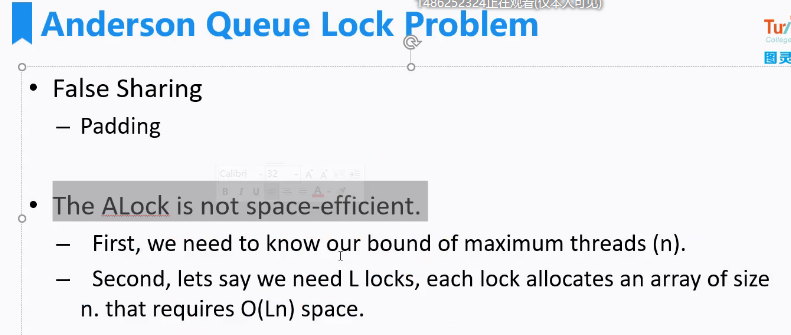 1486252324正在观看(仅本人可见)
Anderson Queue Lock Problem
图灵
• False Sharing
– Padding
Calibri 32
B I U
• The ALock is not space-efficient.
– First, we need to know our bound of maximum threads (n).
– Second, lets say we need L locks, each lock allocates an array of size
n. that requires O(Ln) space.